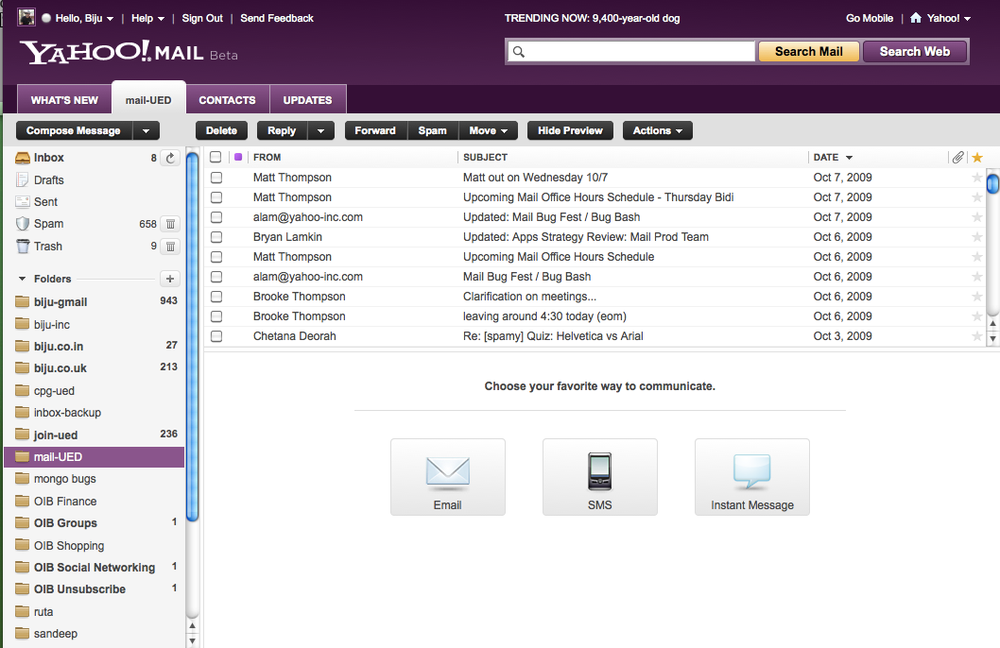 Hello, Biju | Help | Sign Out | Send Feedback TRENDING NOW: 9,400-year-old dog Go Mobile | Yahoo!
YAHOO! MAIL Beta Search Mail Search Web
WHAT'S NEW mail-UED CONTACTS UPDATES
Compose Message Delete Reply Forward Spam Move Hide Preview Actions
Inbox 8
Drafts
Sent
Spam 658
Trash 9
Folders +
biju-gmail 943
biju-inc
biju.co.in 27
biju.co.uk 213
cpg-ued
inbox-backup
join-ued 236
mail-UED
mongo bugs
OIB Finance
OIB Groups 1
OIB Shopping
OIB Social Networking 1
OIB Unsubscribe 1
ruta
sandeep
FROM SUBJECT DATE
Matt Thompson Matt out on Wednesday 10/7 Oct 7, 2009
Matt Thompson Upcoming Mail Office Hours Schedule - Thursday Bidi Oct 7, 2009
alam@yahoo-inc.com Updated: Mail Bug Fest / Bug Bash Oct 7, 2009
Bryan Lamkin Updated: Apps Strategy Review: Mail Prod Team Oct 6, 2009
Matt Thompson Upcoming Mail Office Hours Schedule Oct 6, 2009
alam@yahoo-inc.com Mail Bug Fest / Bug Bash Oct 6, 2009
Brooke Thompson Clarification on meetings... Oct 6, 2009
Brooke Thompson leaving around 4:30 today (eom) Oct 6, 2009
Chetana Deorah Re: [spamy] Quiz: Helvetica vs Arial Oct 3, 2009
Choose your favorite way to communicate.
Email SMS Instant Message